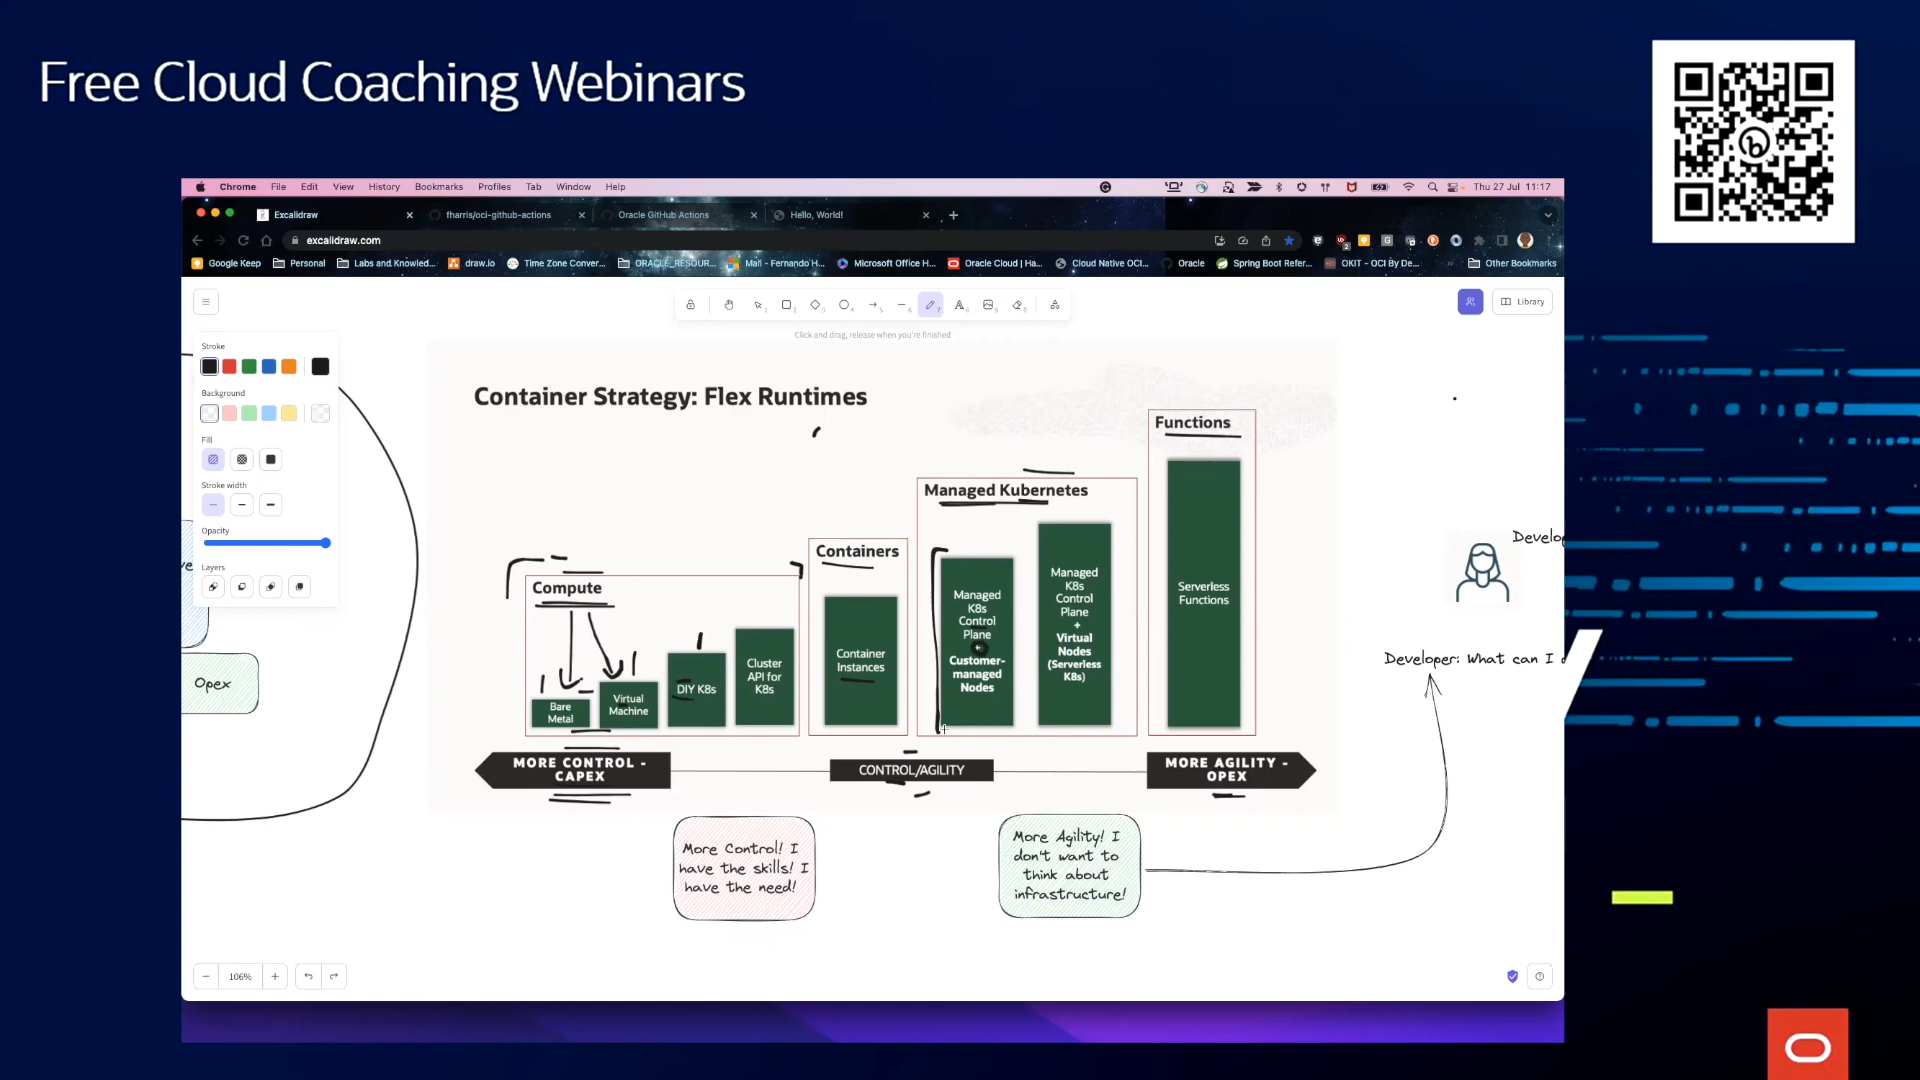 Free Cloud Coaching Webinars
Chrome File Edit View History Bookmarks Profiles Tab Window Help
Thu 27 Jul 11:17
Excalidraw
fharris/oci-github-actions
Oracle GitHub Actions
Hello, World!
excalidraw.com
Google Keep
Personal
Labs and Knowled...
draw.io
Time Zone Conver...
ORACLE_RESOUR...
Mail - Fernando H...
Microsoft Office H...
Oracle Cloud | Ha...
Cloud Native OCI...
Oracle
Spring Boot Refer...
OKIT - OCI By De...
Other Bookmarks
Library
Click and drag, release when you're finished
Stroke
Background
Fill
Stroke width
Opacity
Layers
Opex
Container Strategy: Flex Runtimes
Functions
Serverless
Functions
Managed Kubernetes
Managed
K8s
Control
Plane
+
Customer-
managed
Nodes
Managed
K8s
Control
Plane
+
Virtual
Nodes
(Serverless
K8s)
Containers
Container
Instances
Compute
Bare
Metal
Virtual
Machine
DIY K8s
Cluster
API for
K8s
MORE CONTROL -
CAPEX
CONTROL/AGILITY
MORE AGILITY -
OPEX
More Control! I
have the skills! I
have the need!
More Agility! I
don't want to
think about
infrastructure!
Developer: What can I
106%